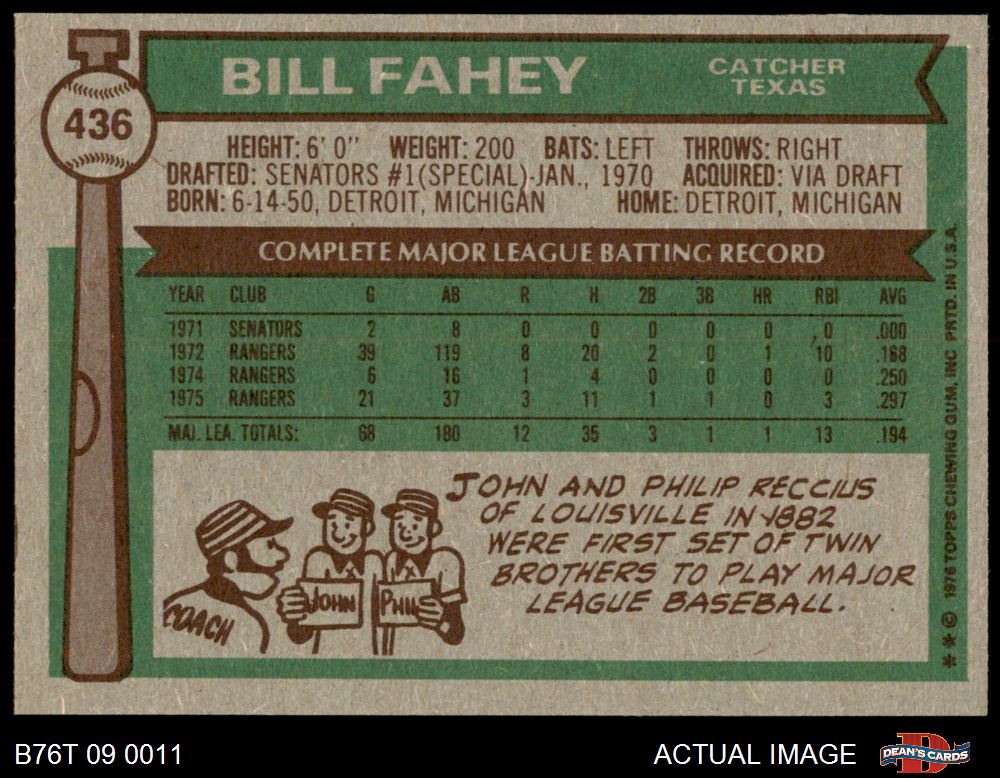 BILL FAHEY
CATCHER
TEXAS
436
HEIGHT: 6' 0" WEIGHT: 200 BATS: LEFT THROWS: RIGHT
DRAFTED: SENATORS #1(SPECIAL)-JAN., 1970 ACQUIRED: VIA DRAFT
BORN: 6-14-50, DETROIT, MICHIGAN HOME: DETROIT, MICHIGAN
COMPLETE MAJOR LEAGUE BATTING RECORD
YEAR CLUB G AB R H 2B 3B HR RBI AVG
1971 SENATORS 2 8 0 0 0 0 0 0 .000
1972 RANGERS 39 119 8 20 2 0 1 10 .168
1974 RANGERS 6 16 1 4 0 0 0 0 .250
1975 RANGERS 21 37 3 11 1 1 0 3 .297
MAJ. LEA. TOTALS: 68 180 12 35 3 1 1 13 .194
JOHN AND PHILIP RECCIUS
OF LOUISVILLE IN 1882
WERE FIRST SET OF TWIN
BROTHERS TO PLAY MAJOR
LEAGUE BASEBALL.
COACH
JOHN
PHIL
** © 1976 TOPPS CHEWING GUM, INC PRTD. IN U.S.A.
B76T 09 0011
ACTUAL IMAGE
D
DEAN'S CARDS